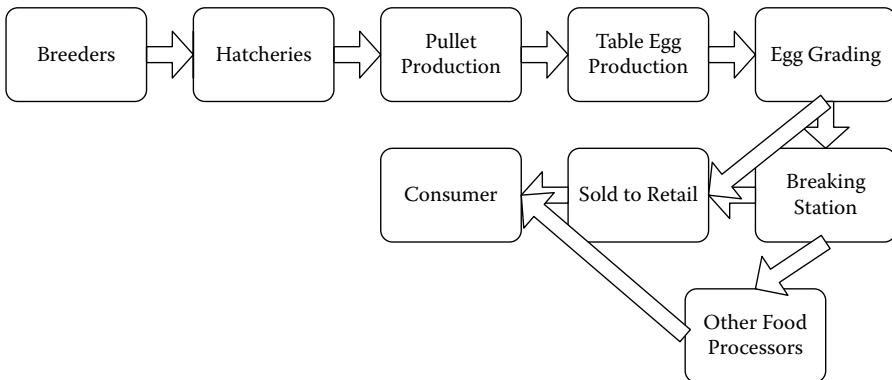 Breeders
Hatcheries
Pullet
Production
Table Egg
Production
Egg Grading
Consumer
Sold to Retail
Breaking
Station
Other Food
Processors